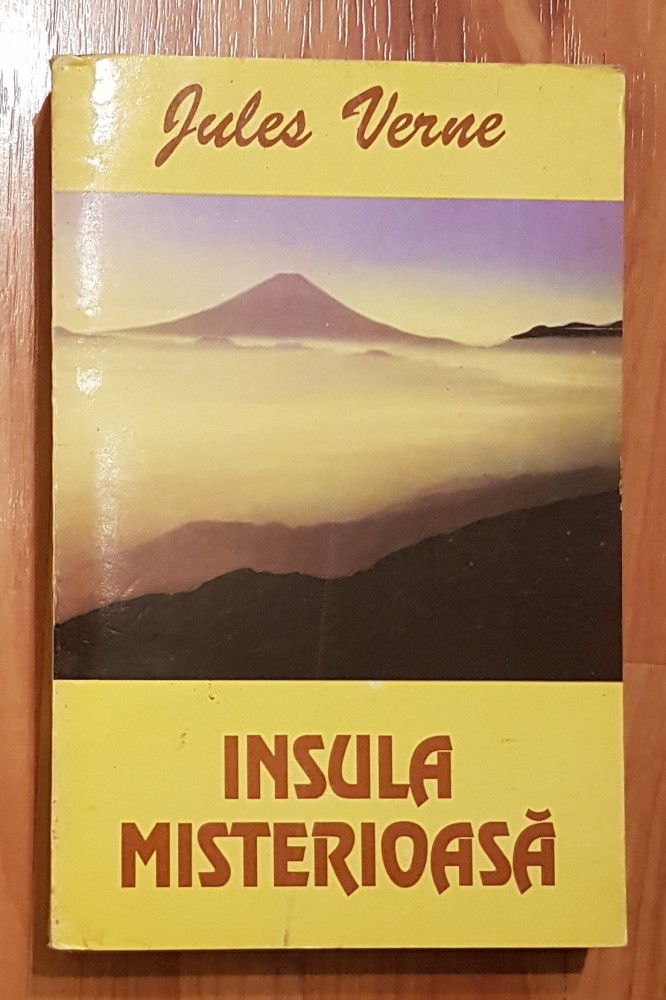 Jules Verne
INSULA
MISTERIOASĂ